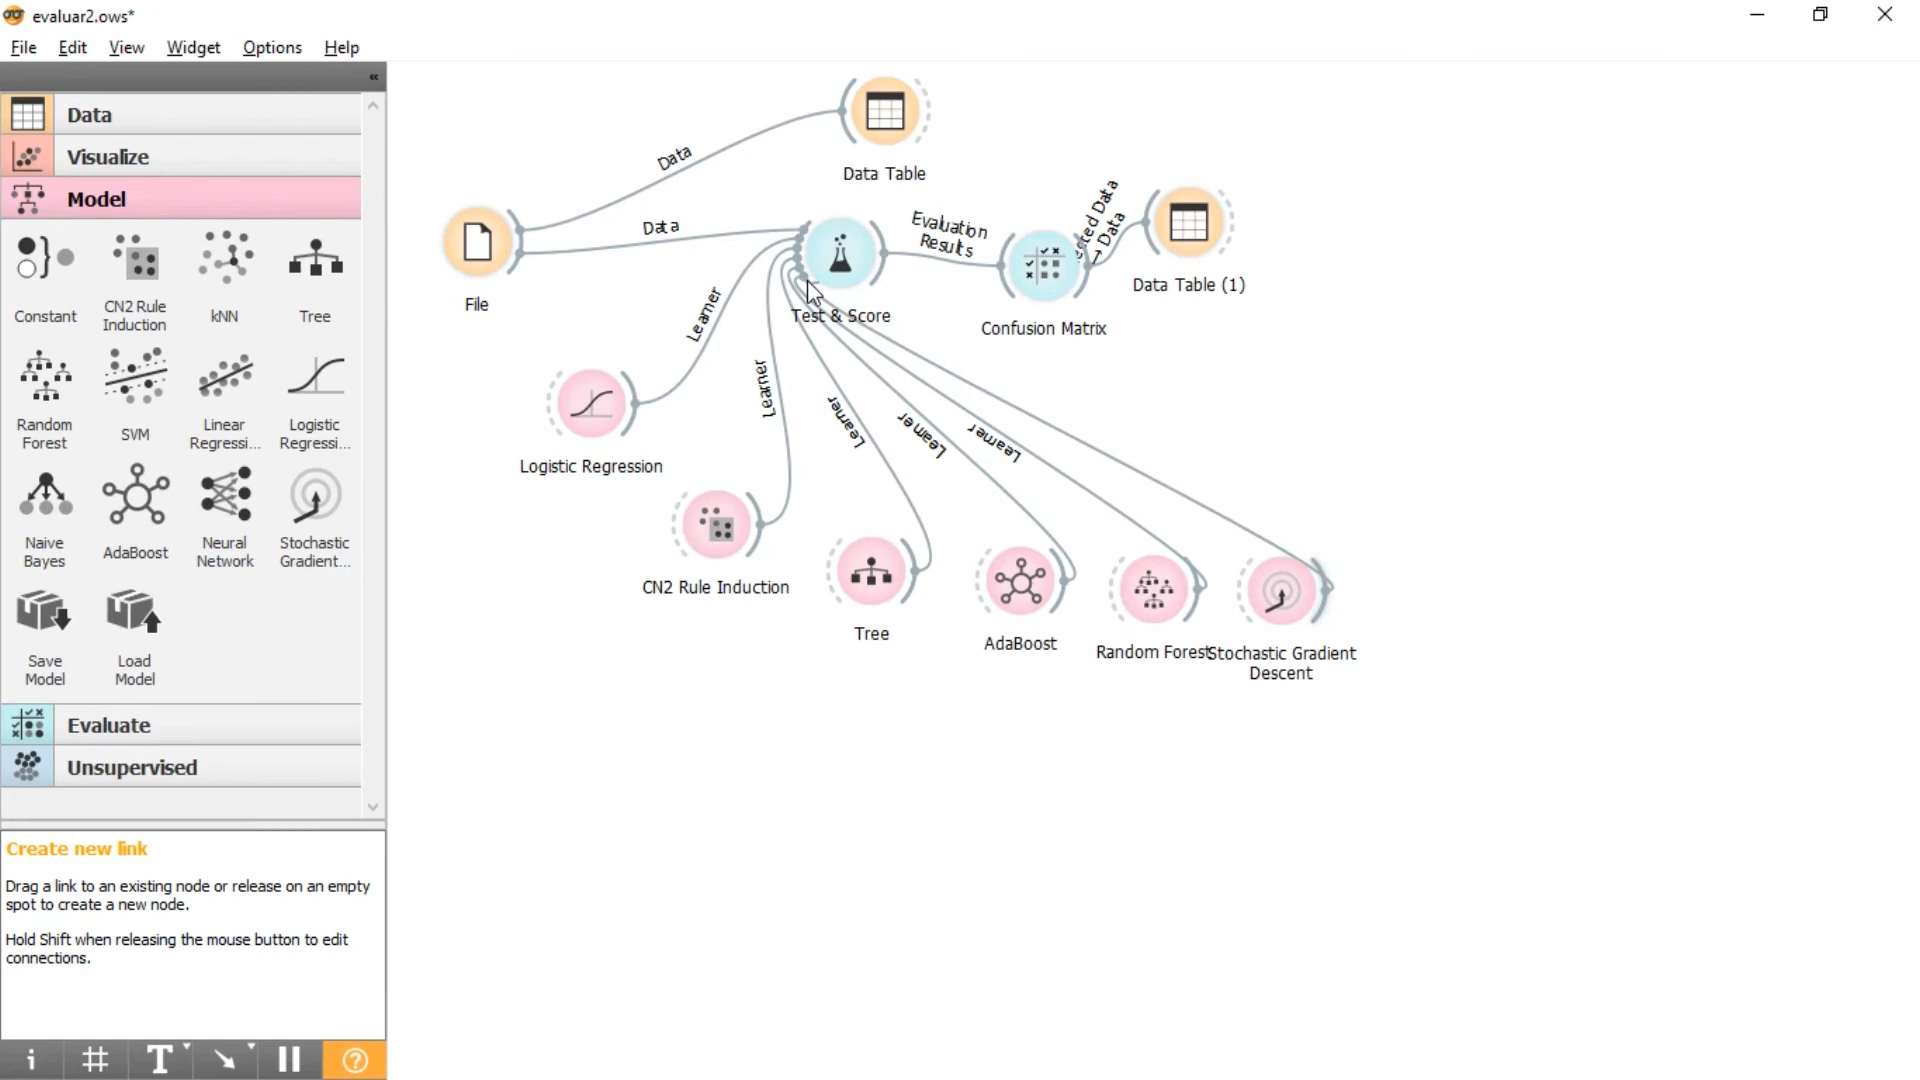 evaluar2.ows*
File Edit View Widget Options Help
«
Data
Visualize
Model
Constant
CN2 Rule
Induction
kNN
Tree
Random
Forest
SVM
Linear
Regressi...
Logistic
Regressi...
Naive
Bayes
AdaBoost
Neural
Network
Stochastic
Gradient...
Save
Model
Load
Model
Evaluate
Unsupervised
Create new link
Drag a link to an existing node or release on an empty
spot to create a new node.
Hold Shift when releasing the mouse button to edit
connections.
Data
Data Table
Data
File
Test & Score
Evaluation
Results
Confusion Matrix
Data
→ Data
Data Table (1)
Learner
Learner
Learner
Learner
Learner
Logistic Regression
CN2 Rule Induction
Tree
AdaBoost
Random Forest
Stochastic Gradient
Descent